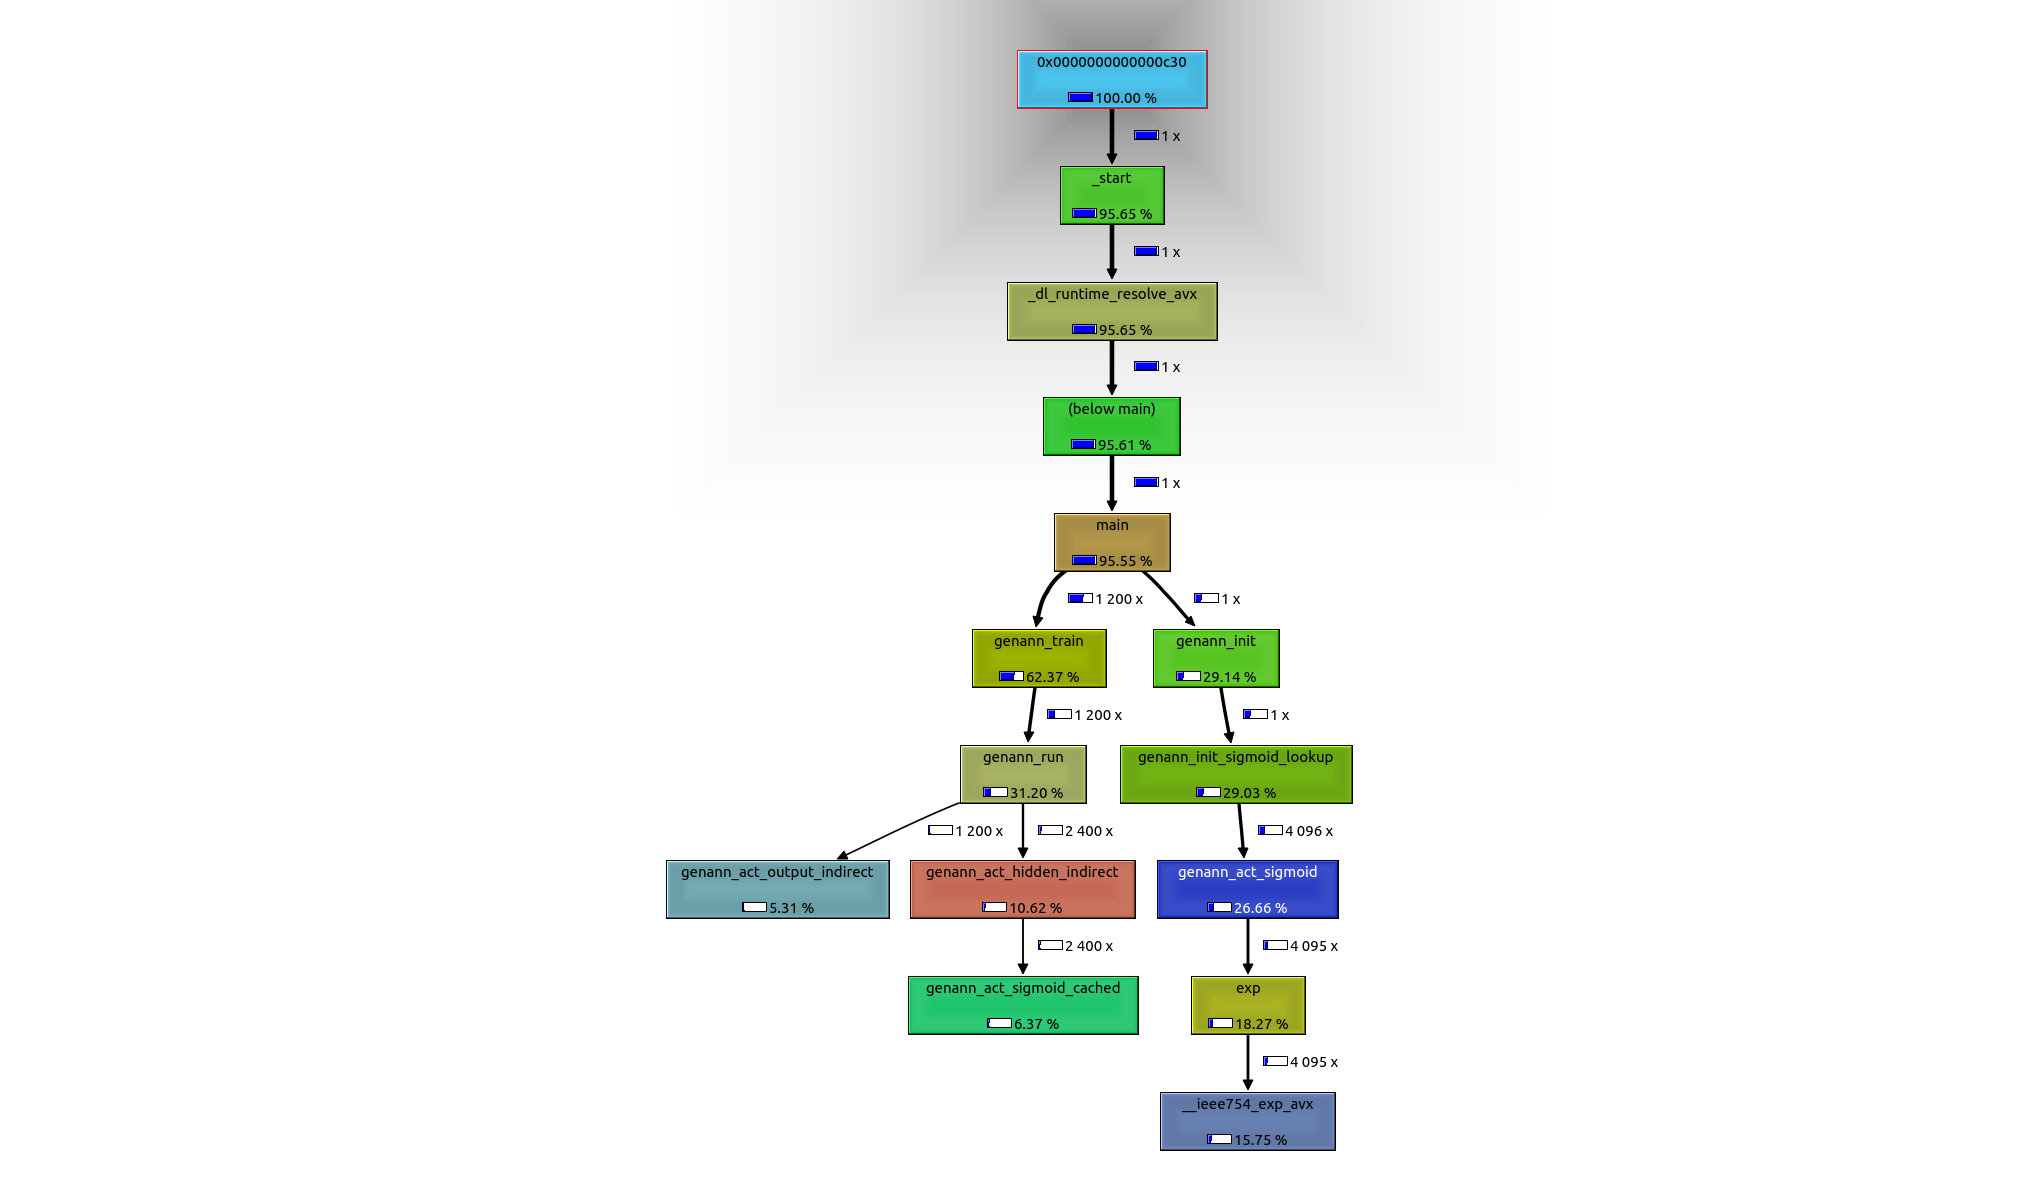 0x0000000000000c30
100.00 %
1 x
_start
95.65 %
1 x
_dl_runtime_resolve_avx
95.65 %
1 x
(below main)
95.61 %
1 x
main
95.55 %
1 200 x
1 x
genann_train
62.37 %
genann_init
29.14 %
1 200 x
1 x
genann_run
31.20 %
genann_init_sigmoid_lookup
29.03 %
1 200 x
2 400 x
4 096 x
genann_act_output_indirect
5.31 %
genann_act_hidden_indirect
10.62 %
genann_act_sigmoid
26.66 %
2 400 x
4 095 x
genann_act_sigmoid_cached
6.37 %
exp
18.27 %
4 095 x
__ieee754_exp_avx
15.75 %